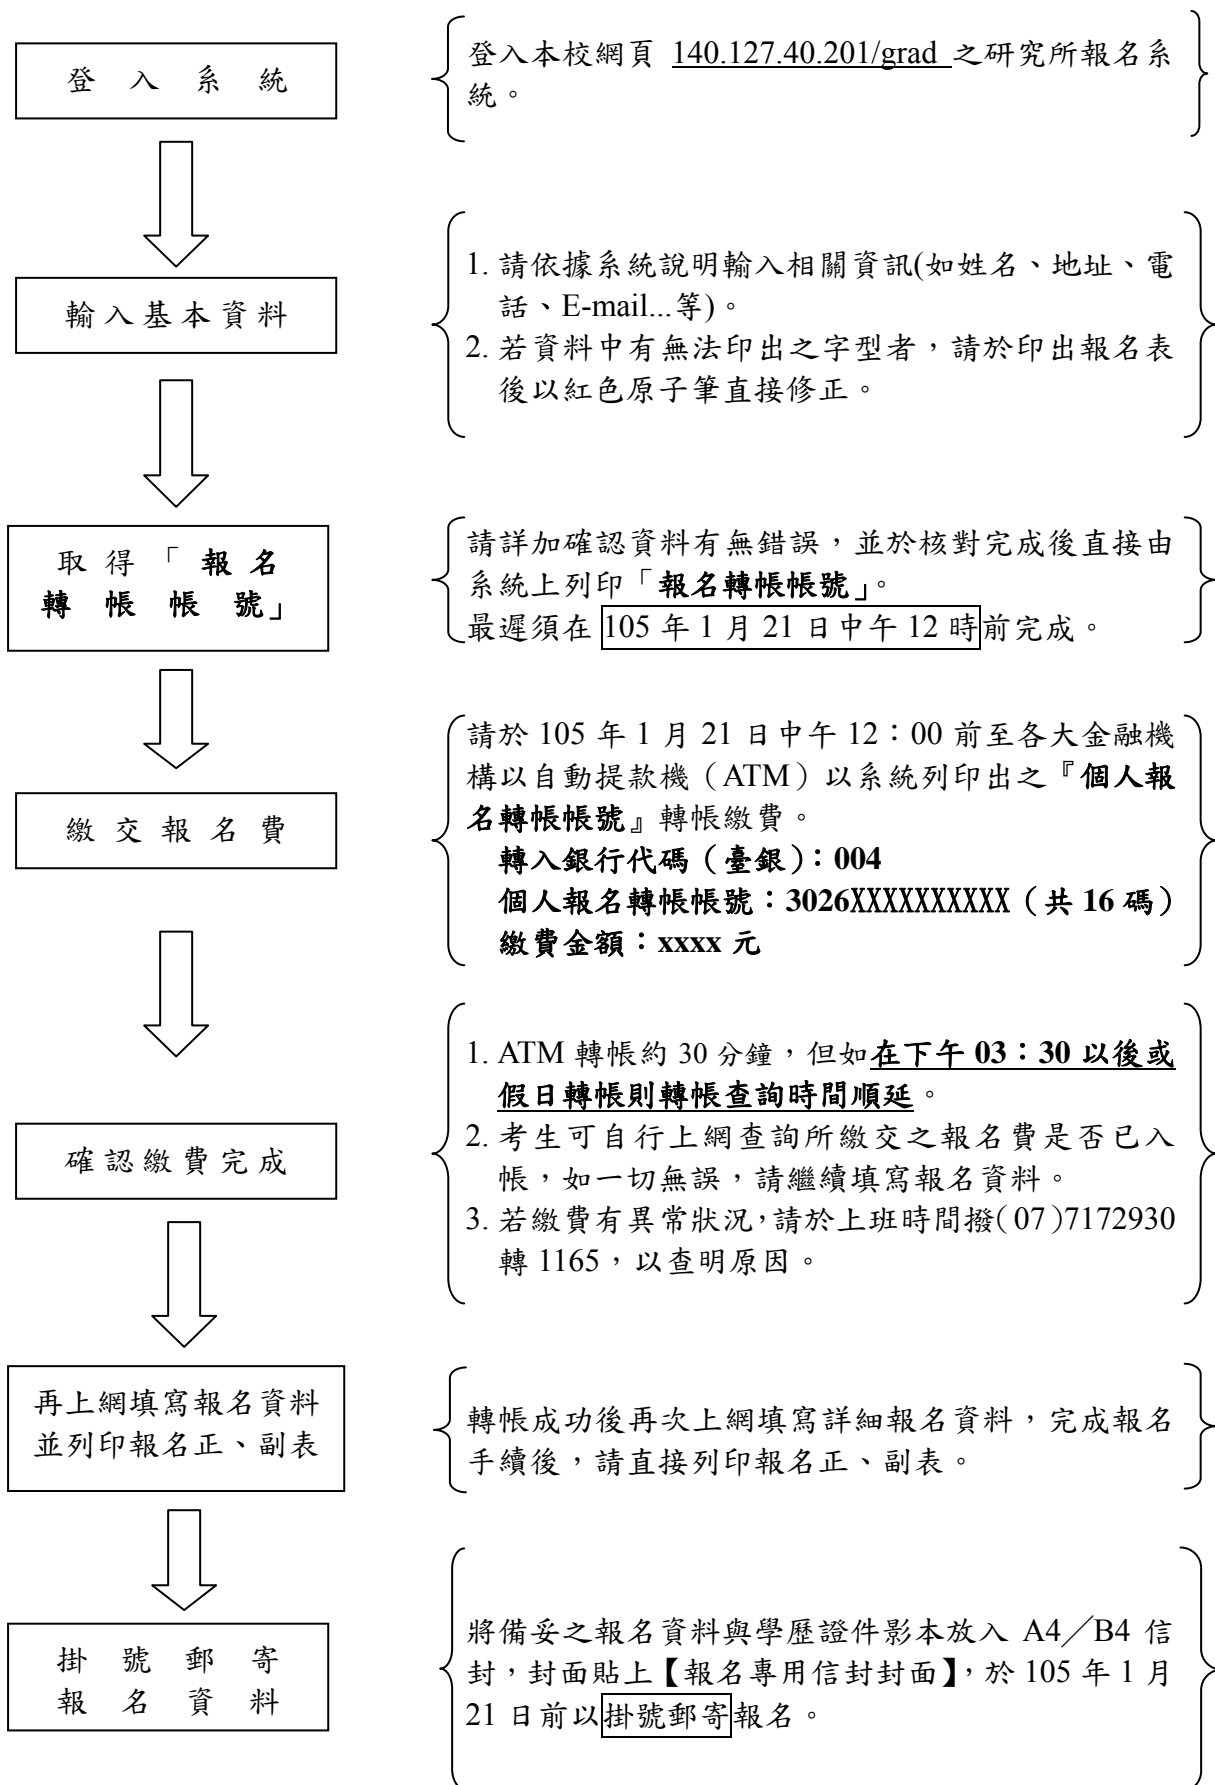 登入系統
登入本校網頁 140.127.40.201/grad 之研究所報名系
統。
輸入基本資料
1. 請依據系統說明輸入相關資訊(如姓名、地址、電
話、E-mail...等)。
2. 若資料中有無法印出之字型者，請於印出報名表
後以紅色原子筆直接修正。
取得「報名
轉帳帳號」
請詳加確認資料有無錯誤，並於核對完成後直接由
系統上列印「報名轉帳帳號」。
最遲須在 105 年 1 月 21 日中午 12 時前完成。
繳交報名費
請於 105 年 1 月 21 日中午 12：00 前至各大金融機
構以自動提款機（ATM）以系統列印出之『個人報
名轉帳帳號』轉帳繳費。
轉入銀行代碼（臺銀）：004
個人報名轉帳帳號：3026XXXXXXXXXX（共 16 碼）
繳費金額：xxxx 元
確認繳費完成
1. ATM 轉帳約 30 分鐘，但如在下午 03：30 以後或
假日轉帳則轉帳查詢時間順延。
2. 考生可自行上網查詢所繳交之報名費是否已入
帳，如一切無誤，請繼續填寫報名資料。
3. 若繳費有異常狀況，請於上班時間撥(07)7172930
轉 1165，以查明原因。
再上網填寫報名資料
並列印報名正、副表
轉帳成功後再次上網填寫詳細報名資料，完成報名
手續後，請直接列印報名正、副表。
掛號郵寄
報名資料
將備妥之報名資料與學歷證件影本放入 A4／B4 信
封，封面貼上【報名專用信封封面】，於 105 年 1 月
21 日前以掛號郵寄報名。